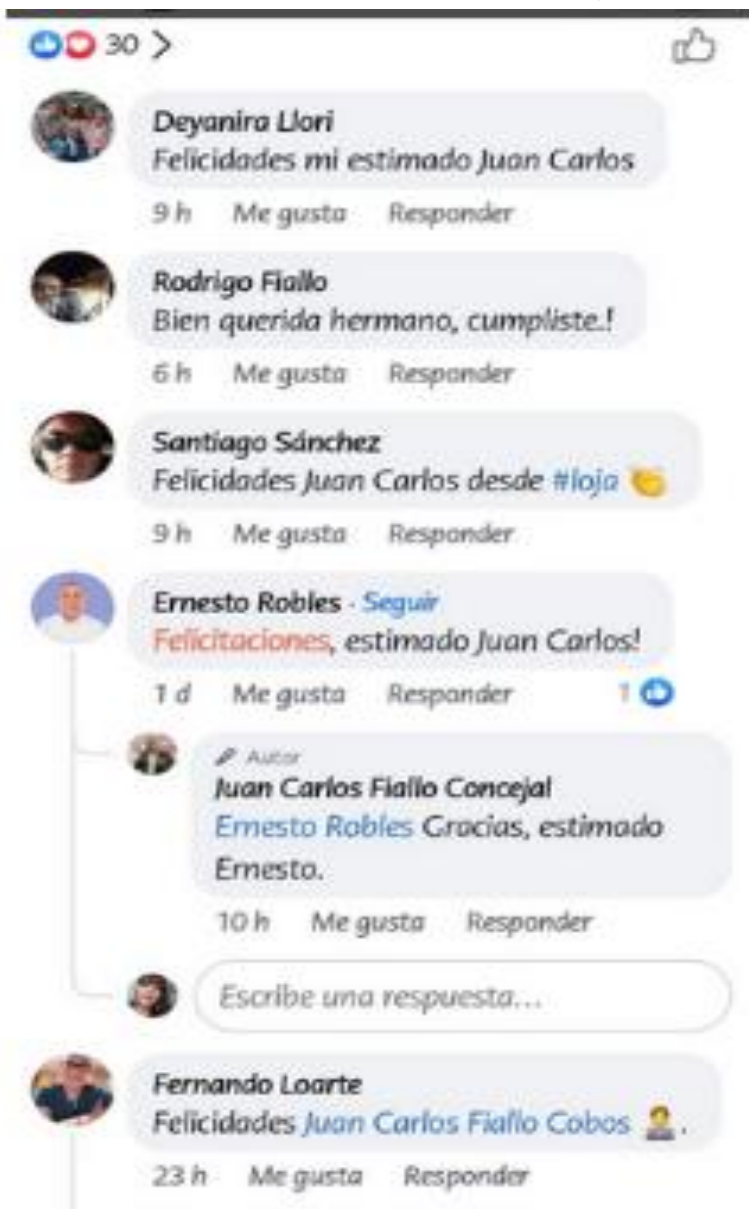 30 >
Deyanira Llori
Felicidades mi estimado Juan Carlos
9 h Me gusta Responder
Rodrigo Fiallo
Bien querida hermano, cumpliste.!
6 h Me gusta Responder
Santiago Sánchez
Felicidades Juan Carlos desde #loja
9 h Me gusta Responder
Ernesto Robles · Seguir
Felicitaciones, estimado Juan Carlos!
1 d Me gusta Responder 1
Autor
Juan Carlos Fiallo Concejal
Ernesto Robles Gracias, estimado
Ernesto.
10 h Me gusta Responder
Escribe una respuesta...
Fernando Loarte
Felicidades Juan Carlos Fiallo Cobos .
23 h Me gusta Responder